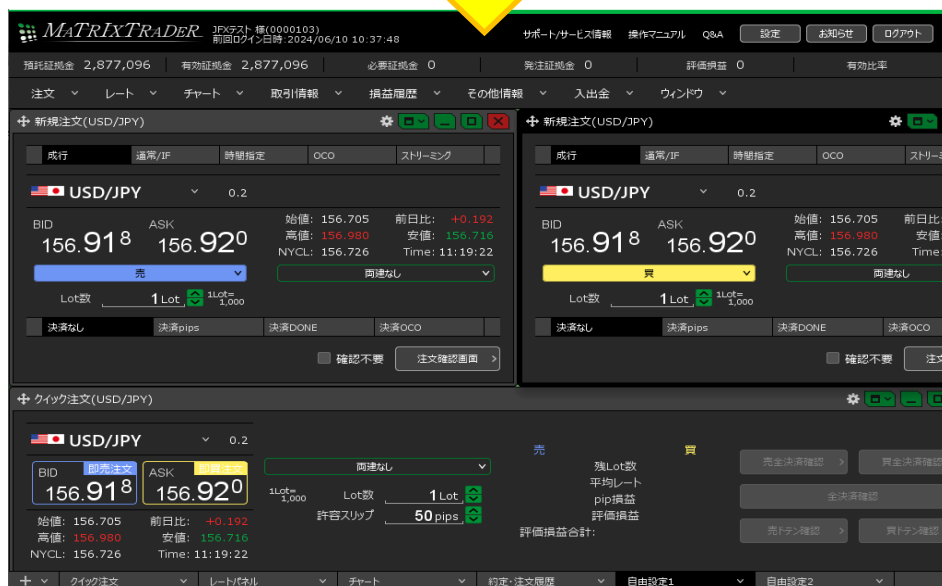 MATRIXTRADER JFXテスト 様(0000103)
前回ログイン日時:2024/06/10 10:37:48
サポート/サービス情報 操作マニュアル Q&A 設定 お知らせ ログアウト
預託証拠金 2,877,096 有効証拠金 2,877,096 必要証拠金 0 発注証拠金 0 評価損益 0 有効比率
注文 レート チャート 取引情報 損益履歴 その他情報 入出金 ウィンドウ
新規注文(USD/JPY)
成行 通常/IF 時間指定 OCO ストリーミング
USD/JPY 0.2
BID 156.918 ASK 156.920
始値: 156.705 前日比: +0.192
高値: 156.980 安値: 156.716
NYCL: 156.726 Time: 11:19:22
売 両建なし
Lot数 1 Lot 1Lot=1,000
決済なし 決済pips 決済DONE 決済OCO
確認不要 注文確認画面
新規注文(USD/JPY)
成行 通常/IF 時間指定 OCO ストリー
USD/JPY 0.2
BID 156.918 ASK 156.920
始値: 156.705 前日比:
高値: 156.980 安値
NYCL: 156.726 Time:
買 両建なし
Lot数 1 Lot 1Lot=1,000
決済なし 決済pips 決済DONE 決済OCO
確認不要 注文
クイック注文(USD/JPY)
USD/JPY 0.2
BID 即売注文 156.918 ASK 即買注文 156.920
始値: 156.705 前日比: +0.192
高値: 156.980 安値: 156.716
NYCL: 156.726 Time: 11:19:22
両建なし
1Lot=1,000 Lot数 1 Lot
許容スリップ 50 pips
売 買
残Lot数
平均レート
pip損益
評価損益
評価損益合計:
売全決済確認 買全決済確認
全決済確認
売ドテン確認 買ドテン確認
クイック注文 レートパネル チャート 約定・注文履歴 自由設定1 自由設定2